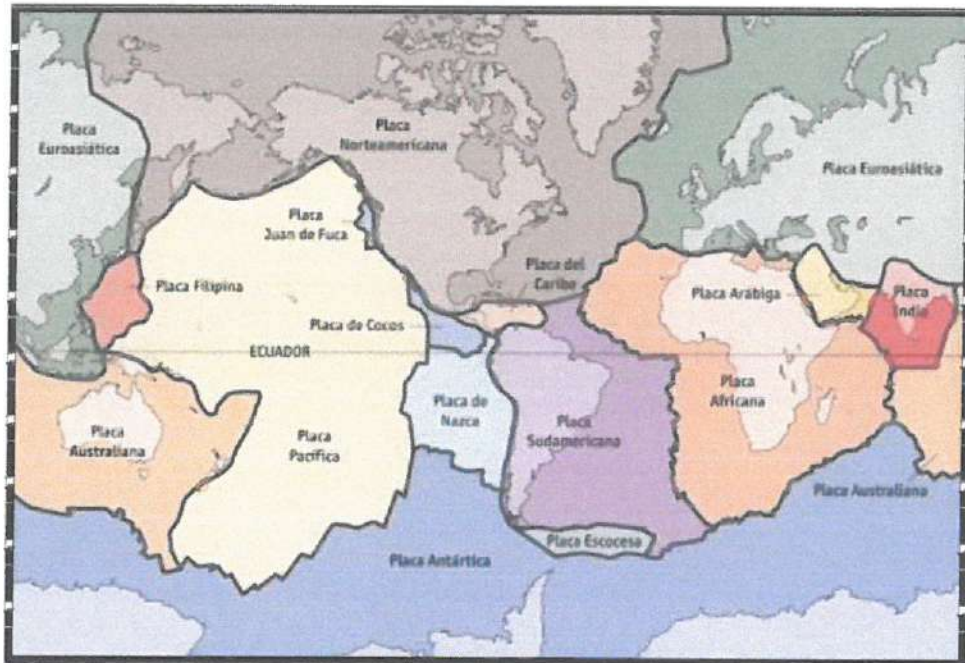 Placa
Euroasiática
Placa
Norteamericana
Placa Euroasiática
Placa
Juan de Fuca
Placa Filipina
Placa del
Caribe
Placa Arábiga
Placa
India
Placa de Cocos
ECUADOR
Placa
Australiana
Placa
Pacífica
Placa de
Nazca
Placa
Sudamericana
Placa
Africana
Placa Australiana
Placa Escocesa
Placa Antártica